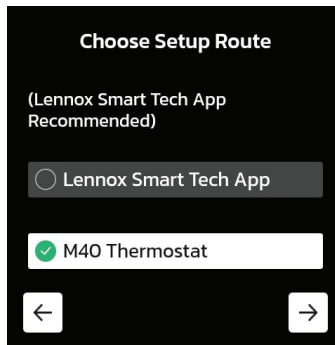 Choose Setup Route
(Lennox Smart Tech App
Recommended)
Lennox Smart Tech App
M40 Thermostat